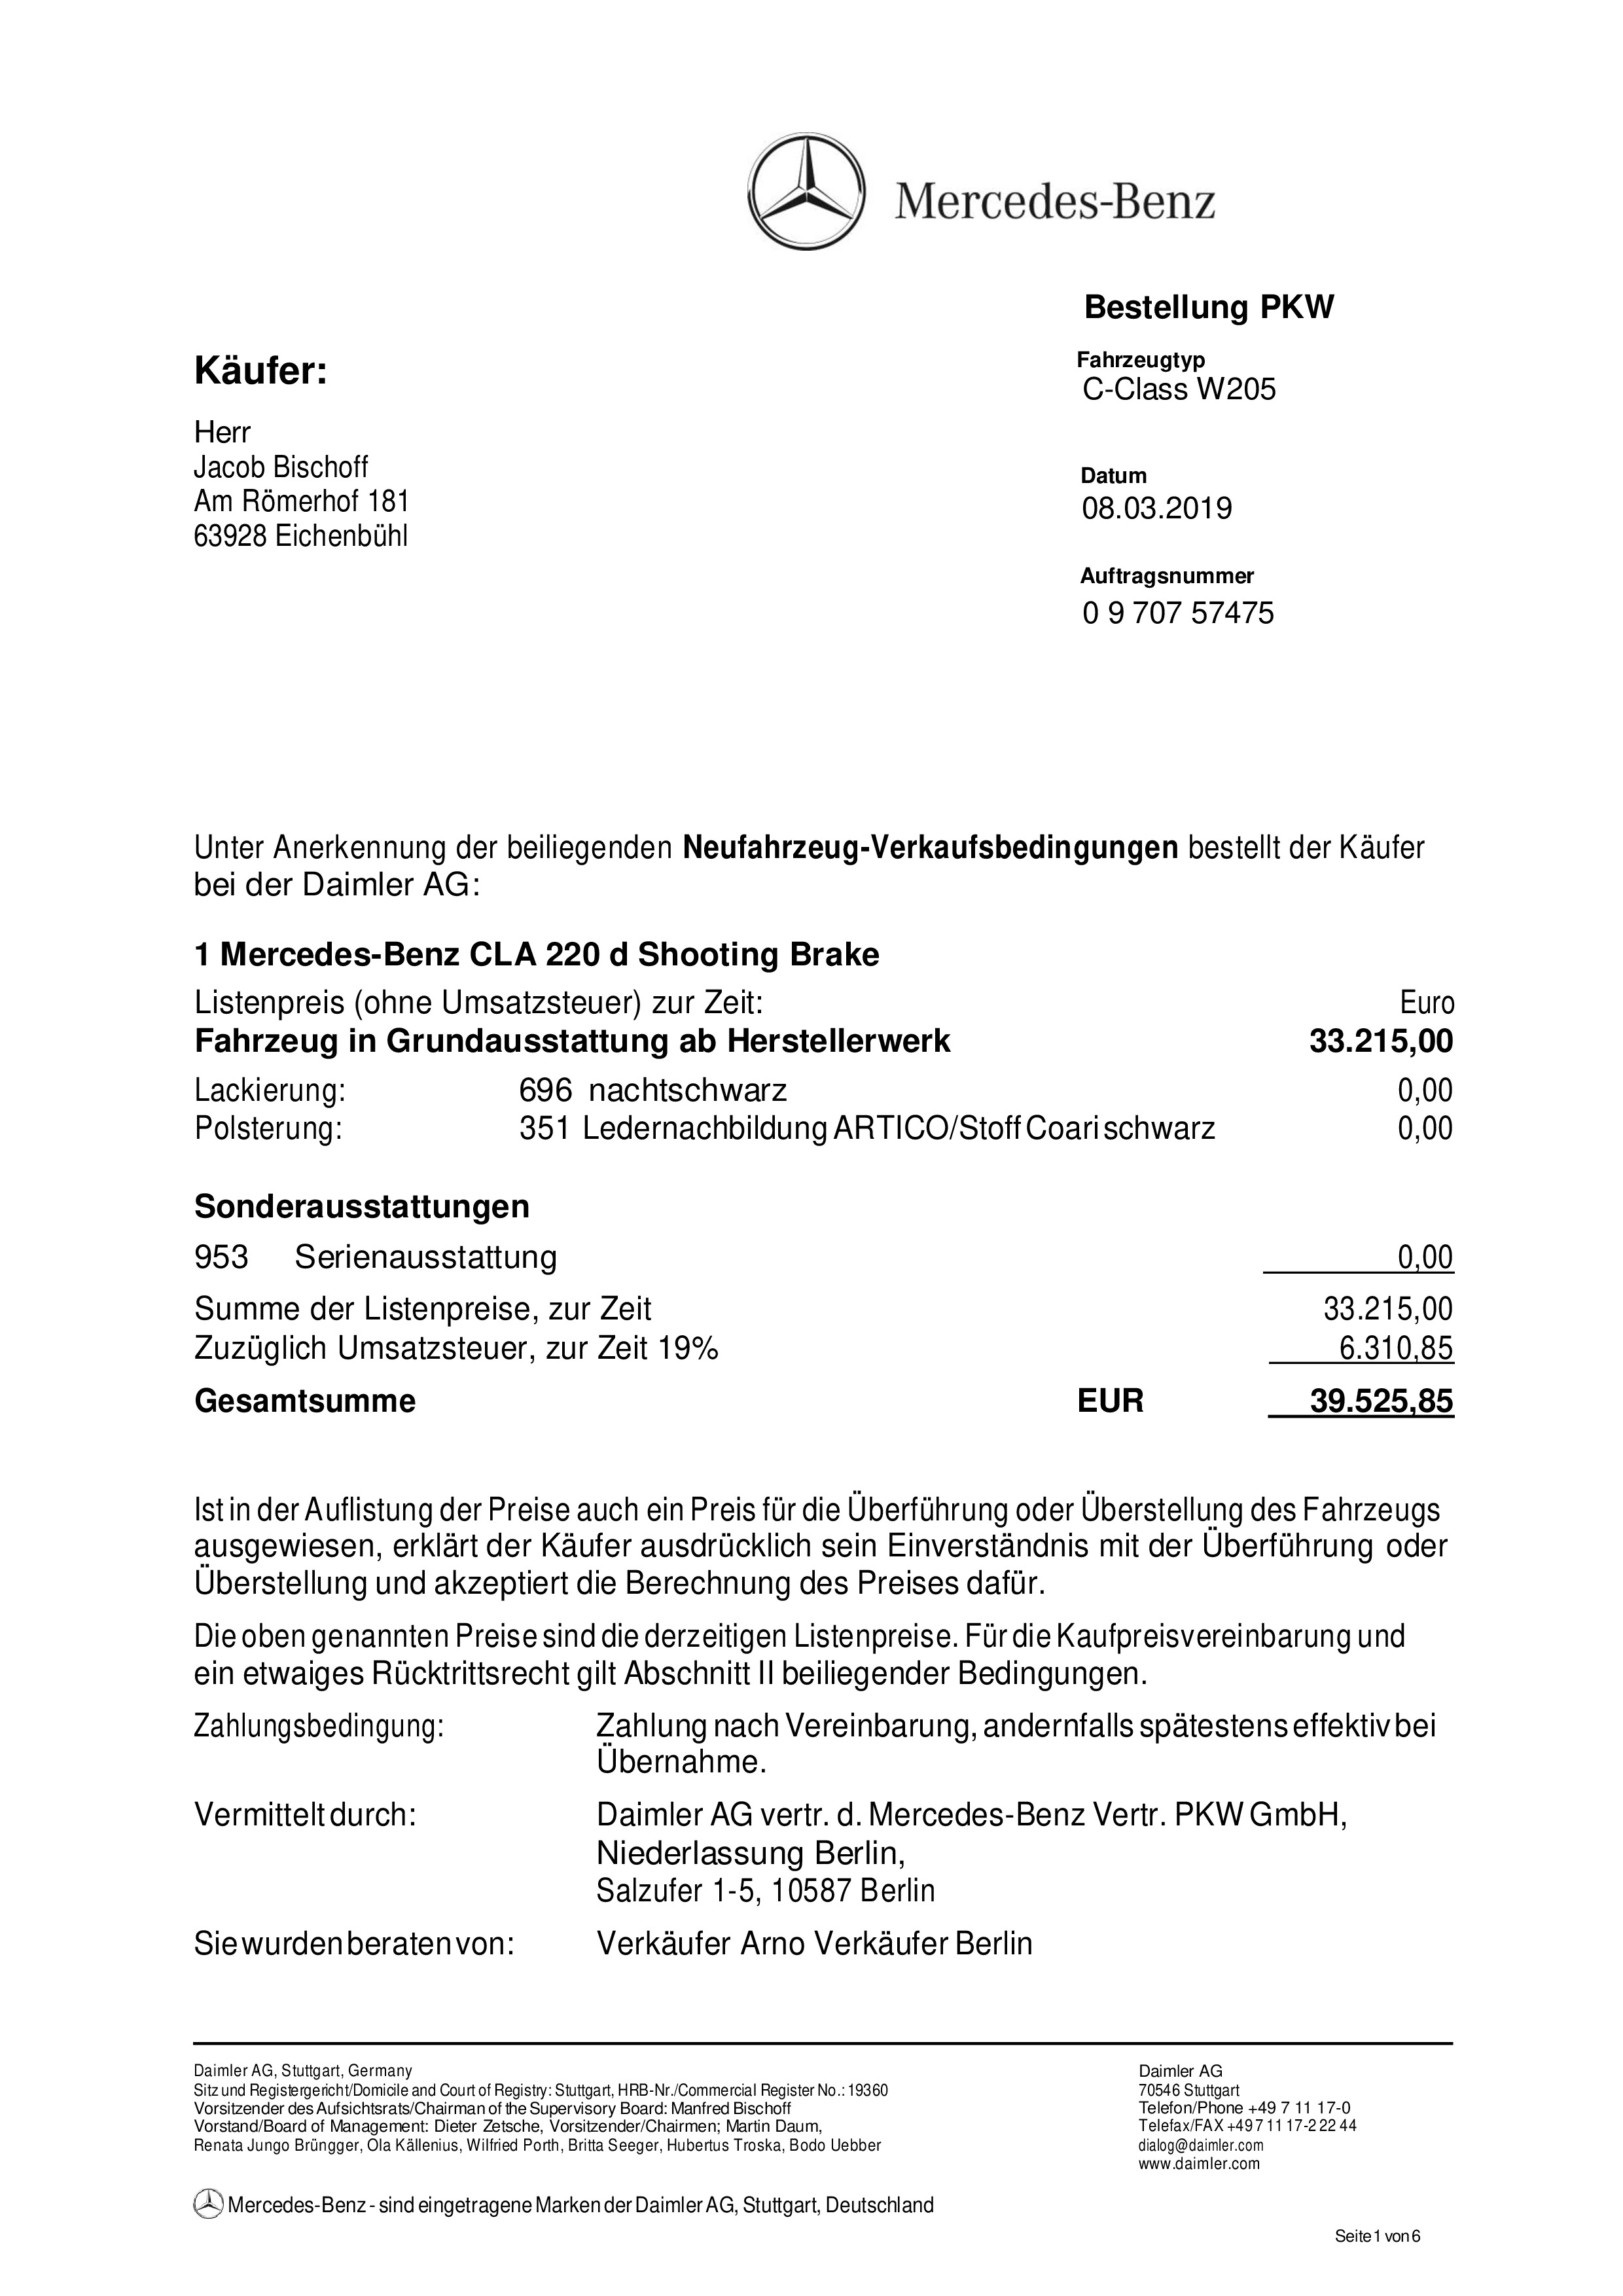 Mercedes-Benz
Bestellung PKW
Käufer:
Fahrzeugtyp
C-Class W205
Herr
Jacob Bischoff
Am Römerhof 181
63928 Eichenbühl
Datum
08.03.2019
Auftragsnummer
0 9 707 57475
Unter Anerkennung der beiliegenden Neufahrzeug-Verkaufsbedingungen bestellt der Käufer
bei der Daimler AG:
1 Mercedes-Benz CLA 220 d Shooting Brake
Listenpreis (ohne Umsatzsteuer) zur Zeit: Euro
Fahrzeug in Grundausstattung ab Herstellerwerk 33.215,00
Lackierung: 696 nachtschwarz 0,00
Polsterung: 351 Ledernachbildung ARTICO/Stoff Coari schwarz 0,00
Sonderausstattungen
953 Serienausstattung 0,00
Summe der Listenpreise, zur Zeit 33.215,00
Zuzüglich Umsatzsteuer, zur Zeit 19% 6.310,85
Gesamtsumme EUR 39.525,85
Ist in der Auflistung der Preise auch ein Preis für die Überführung oder Überstellung des Fahrzeugs
ausgewiesen, erklärt der Käufer ausdrücklich sein Einverständnis mit der Überführung oder
Überstellung und akzeptiert die Berechnung des Preises dafür.
Die oben genannten Preise sind die derzeitigen Listenpreise. Für die Kaufpreisvereinbarung und
ein etwaiges Rücktrittsrecht gilt Abschnitt II beiliegender Bedingungen.
Zahlungsbedingung: Zahlung nach Vereinbarung, andernfalls spätestens effektiv bei
Übernahme.
Vermittelt durch: Daimler AG vertr. d. Mercedes-Benz Vertr. PKW GmbH,
Niederlassung Berlin,
Salzufer 1-5, 10587 Berlin
Sie wurden beraten von: Verkäufer Arno Verkäufer Berlin
Daimler AG, Stuttgart, Germany
Sitz und Registergericht/Domicile and Court of Registry: Stuttgart, HRB-Nr./Commercial Register No.: 19360
Vorsitzender des Aufsichtsrats/Chairman of the Supervisory Board: Manfred Bischoff
Vorstand/Board of Management: Dieter Zetsche, Vorsitzender/Chairmen; Martin Daum,
Renata Jungo Brüngger, Ola Källenius, Wilfried Porth, Britta Seeger, Hubertus Troska, Bodo Uebber
Daimler AG
70546 Stuttgart
Telefon/Phone +49 7 11 17-0
Telefax/FAX +49 7 11 17-2 22 44
dialog@daimler.com
www.daimler.com
Mercedes-Benz - sind eingetragene Marken der Daimler AG, Stuttgart, Deutschland
Seite 1 von 6